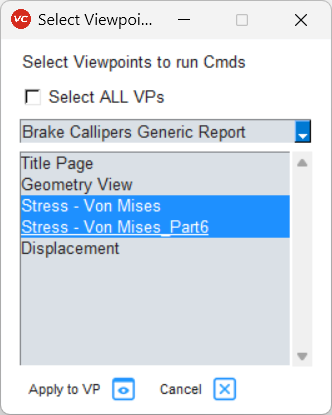 VC Select Viewpoi...
Select Viewpoints to run Cmds
Select ALL VPs
Brake Callipers Generic Report
Title Page
Geometry View
Stress - Von Mises
Stress - Von Mises_Part6
Displacement
Apply to VP Cancel